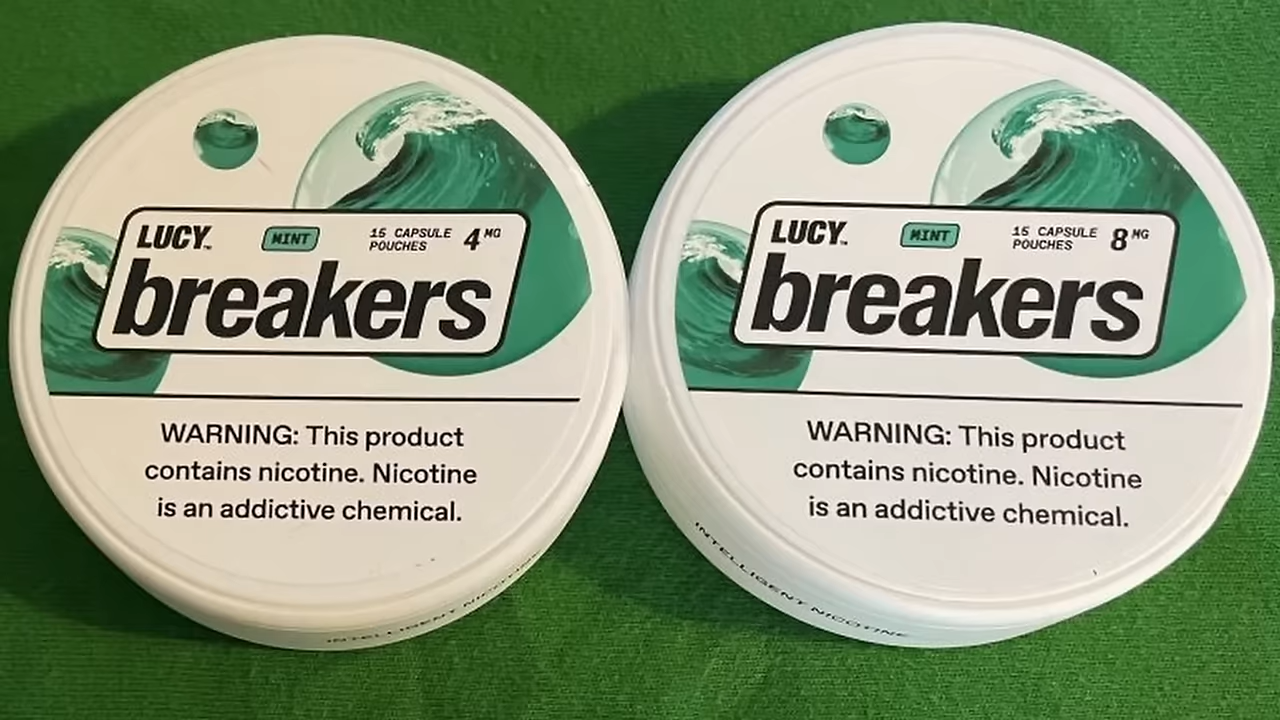 LUCY™ MINT 15 CAPSULE POUCHES 4 MG
breakers
WARNING: This product
contains nicotine. Nicotine
is an addictive chemical.
INTELLIGENT NICOTINE
LUCY™ MINT 15 CAPSULE POUCHES 8 MG
breakers
WARNING: This product
contains nicotine. Nicotine
is an addictive chemical.
INTELLIGENT NICOTINE